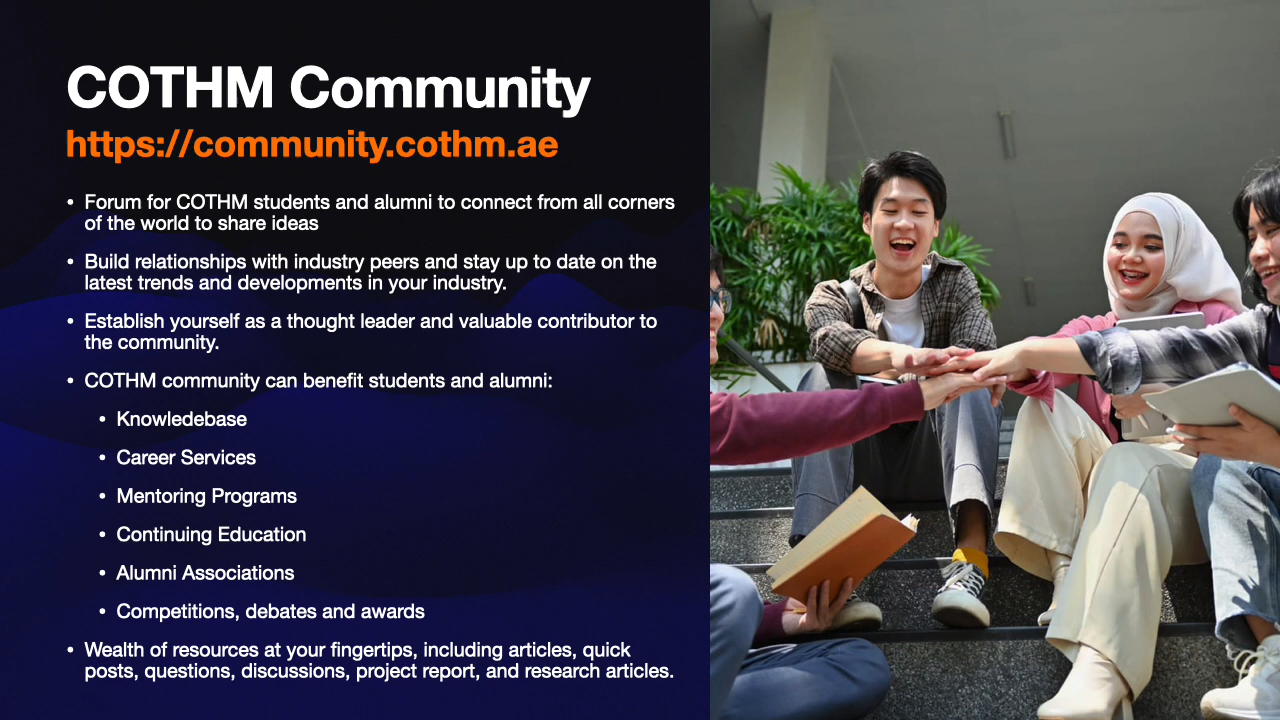 COTHM Community
https://community.cothm.ae
• Forum for COTHM students and alumni to connect from all corners
of the world to share ideas
• Build relationships with industry peers and stay up to date on the
latest trends and developments in your industry.
• Establish yourself as a thought leader and valuable contributor to
the community.
• COTHM community can benefit students and alumni:
• Knowledebase
• Career Services
• Mentoring Programs
• Continuing Education
• Alumni Associations
• Competitions, debates and awards
• Wealth of resources at your fingertips, including articles, quick
posts, questions, discussions, project report, and research articles.